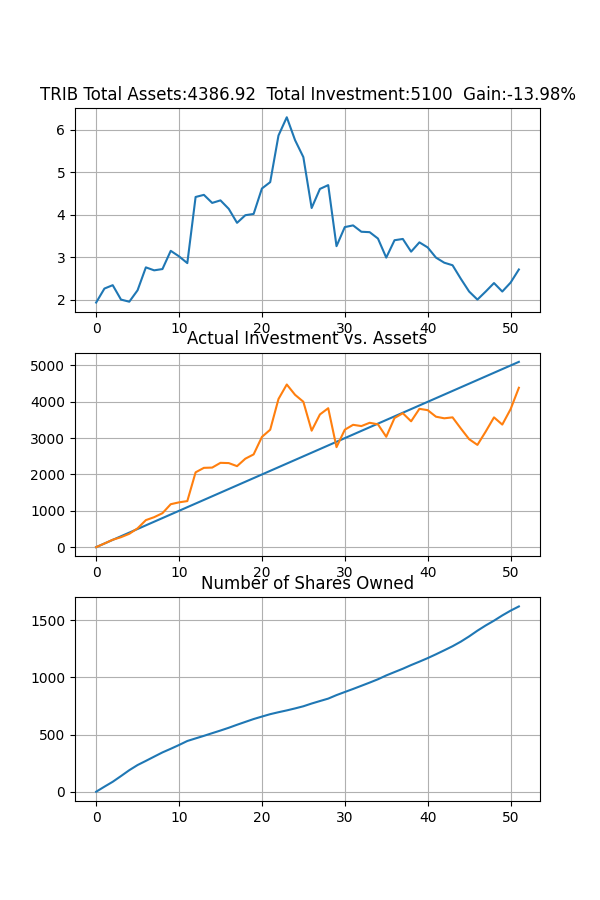 TRIB Total Assets:4386.92  Total Investment:5100  Gain:-13.98%
6
5
4
3
2
0 10 20 30 40 50
Actual Investment vs. Assets
5000
4000
3000
2000
1000
0
0 10 20 30 40 50
Number of Shares Owned
1500
1000
500
0
0 10 20 30 40 50